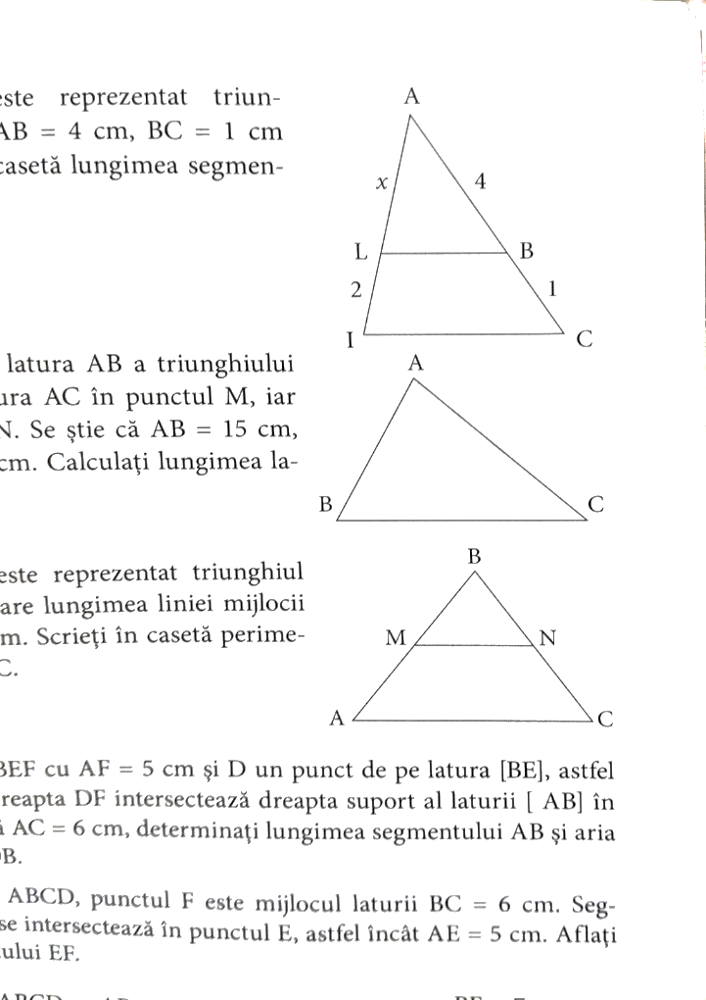 este reprezentat triun-
AB = 4 cm, BC = 1 cm
casetă lungimea segmen-
A
x
4
L
B
2
1
I
C
latura AB a triunghiului
ura AC în punctul M, iar
N. Se știe că AB = 15 cm,
cm. Calculați lungimea la-
A
B
C
este reprezentat triunghiul
are lungimea liniei mijlocii
m. Scrieți în casetă perime-
C.
B
M
N
A
C
BEF cu AF = 5 cm și D un punct de pe latura [BE], astfel
reapta DF intersectează dreapta suport al laturii [ AB] în
AC = 6 cm, determinați lungimea segmentului AB și aria
DB.
ABCD, punctul F este mijlocul laturii BC = 6 cm. Seg-
se intersectează în punctul E, astfel încât AE = 5 cm. Aflați
ului EF.